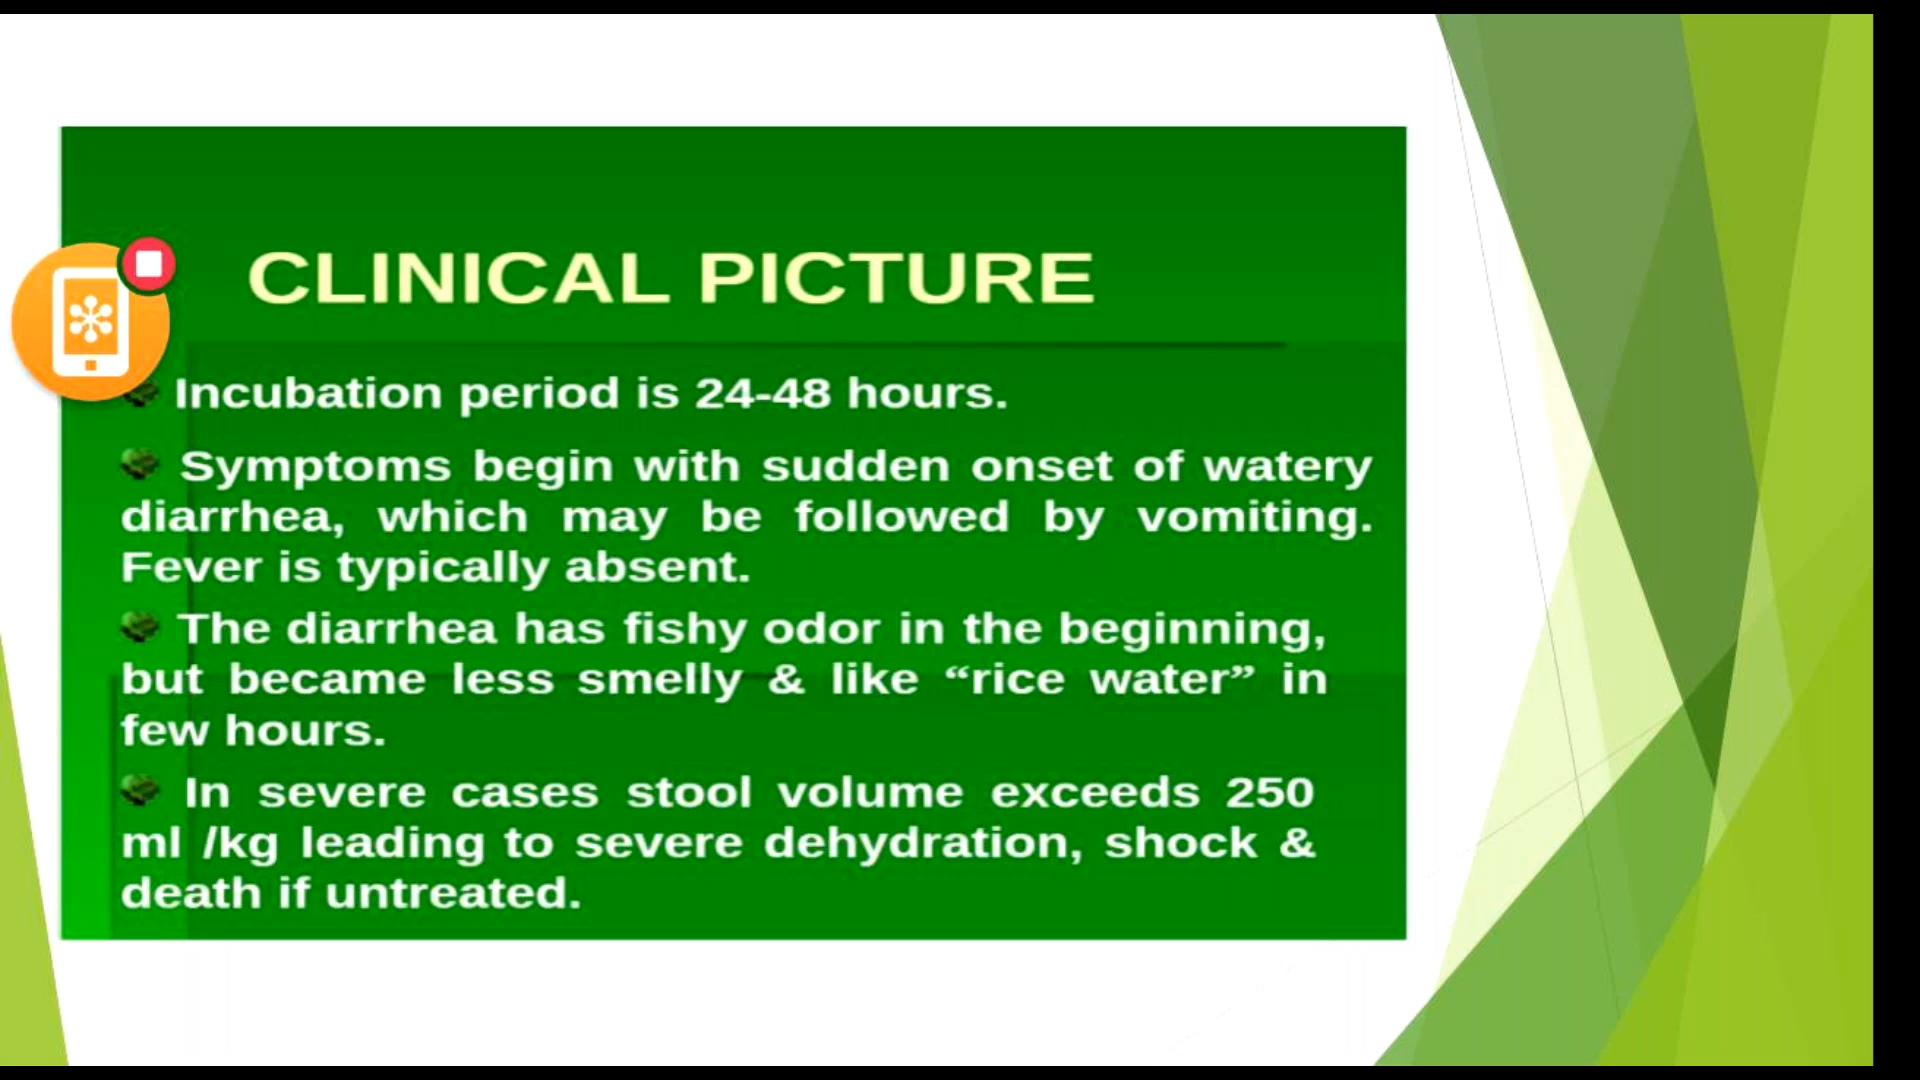 CLINICAL PICTURE
Incubation period is 24-48 hours.
Symptoms begin with sudden onset of watery
diarrhea, which may be followed by vomiting.
Fever is typically absent.
The diarrhea has fishy odor in the beginning,
but became less smelly & like “rice water” in
few hours.
In severe cases stool volume exceeds 250
ml /kg leading to severe dehydration, shock &
death if untreated.